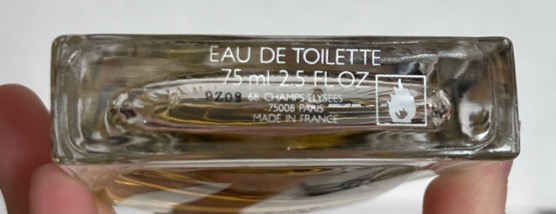 EAU DE TOILETTE
75 ml 2.5 FL.OZ
68, CHAMPS ELYSEES
75008 PARIS
MADE IN FRANCE